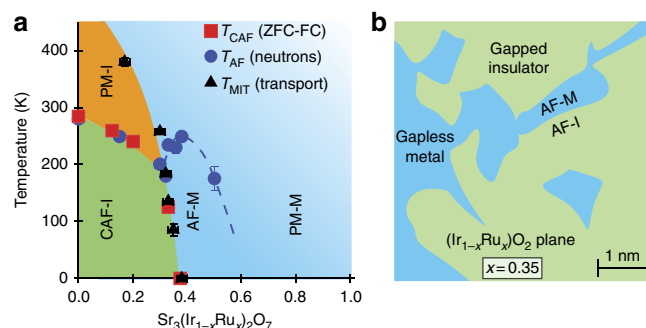 a
T_CAF (ZFC-FC)
T_AF (neutrons)
T_MIT (transport)
400
300
200
100
0
Temperature (K)
PM-I
CAF-I
AF-M
PM-M
0.0 0.2 0.4 0.6 0.8 1.0
Sr₃(Ir₁₋ₓRuₓ)₂O₇
b
Gapped
insulator
AF-M
AF-I
Gapless
metal
(Ir₁₋ₓRuₓ)O₂ plane
x=0.35
1 nm